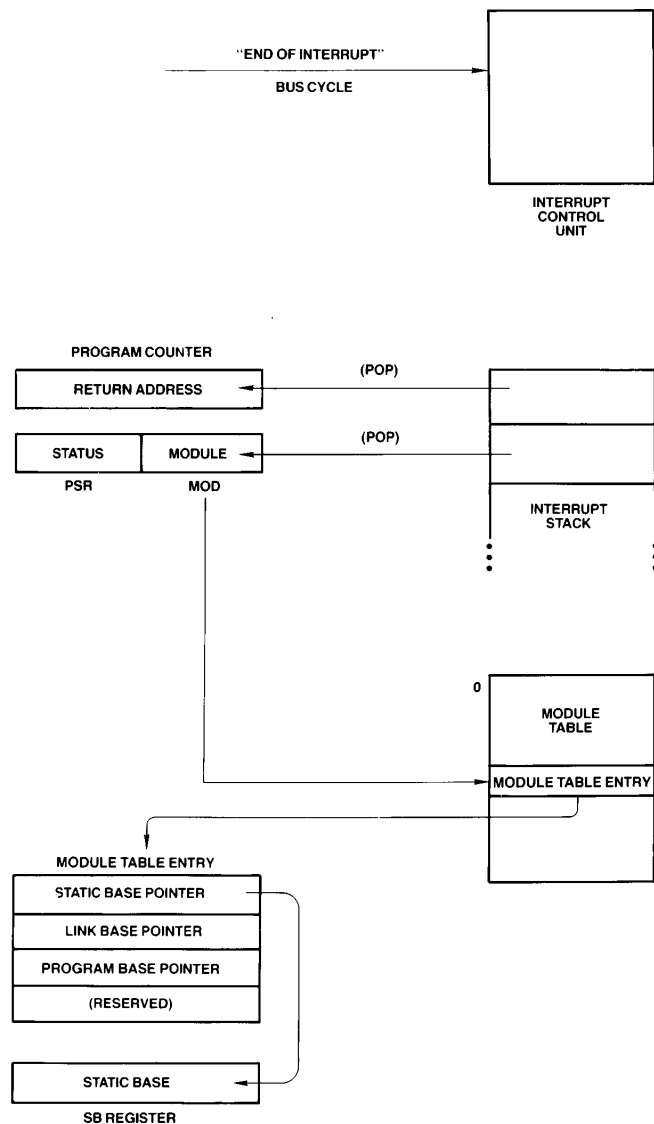 "END OF INTERRUPT"
BUS CYCLE
INTERRUPT
CONTROL
UNIT
PROGRAM COUNTER
RETURN ADDRESS
(POP)
STATUS
MODULE
(POP)
PSR
MOD
INTERRUPT
STACK
0
MODULE
TABLE
MODULE TABLE ENTRY
MODULE TABLE ENTRY
STATIC BASE POINTER
LINK BASE POINTER
PROGRAM BASE POINTER
(RESERVED)
STATIC BASE
SB REGISTER